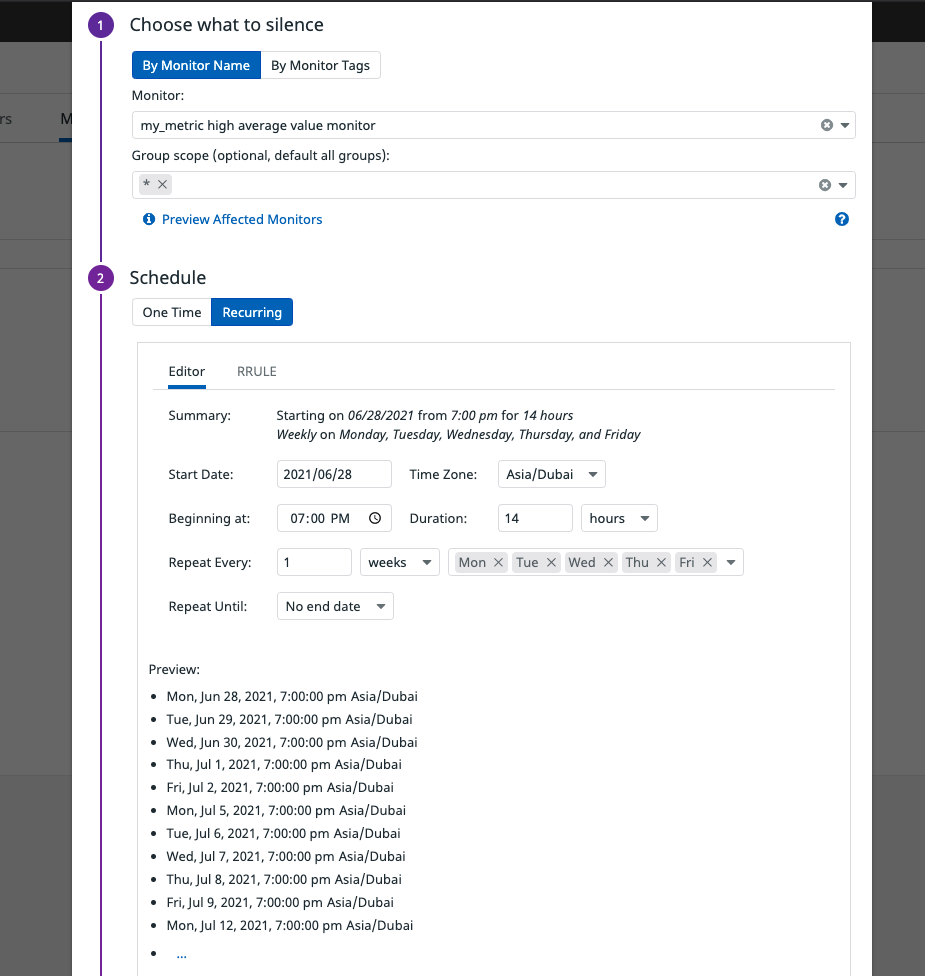 1 Choose what to silence
By Monitor Name By Monitor Tags
Monitor:
rs M
my_metric high average value monitor
Group scope (optional, default all groups):
*
Preview Affected Monitors
2 Schedule
One Time Recurring
Editor RRULE
Summary: Starting on 06/28/2021 from 7:00 pm for 14 hours
Weekly on Monday, Tuesday, Wednesday, Thursday, and Friday
Start Date: 2021/06/28 Time Zone: Asia/Dubai
Beginning at: 07:00 PM Duration: 14 hours
Repeat Every: 1 weeks Mon Tue Wed Thu Fri
Repeat Until: No end date
Preview:
Mon, Jun 28, 2021, 7:00:00 pm Asia/Dubai
Tue, Jun 29, 2021, 7:00:00 pm Asia/Dubai
Wed, Jun 30, 2021, 7:00:00 pm Asia/Dubai
Thu, Jul 1, 2021, 7:00:00 pm Asia/Dubai
Fri, Jul 2, 2021, 7:00:00 pm Asia/Dubai
Mon, Jul 5, 2021, 7:00:00 pm Asia/Dubai
Tue, Jul 6, 2021, 7:00:00 pm Asia/Dubai
Wed, Jul 7, 2021, 7:00:00 pm Asia/Dubai
Thu, Jul 8, 2021, 7:00:00 pm Asia/Dubai
Fri, Jul 9, 2021, 7:00:00 pm Asia/Dubai
Mon, Jul 12, 2021, 7:00:00 pm Asia/Dubai
...